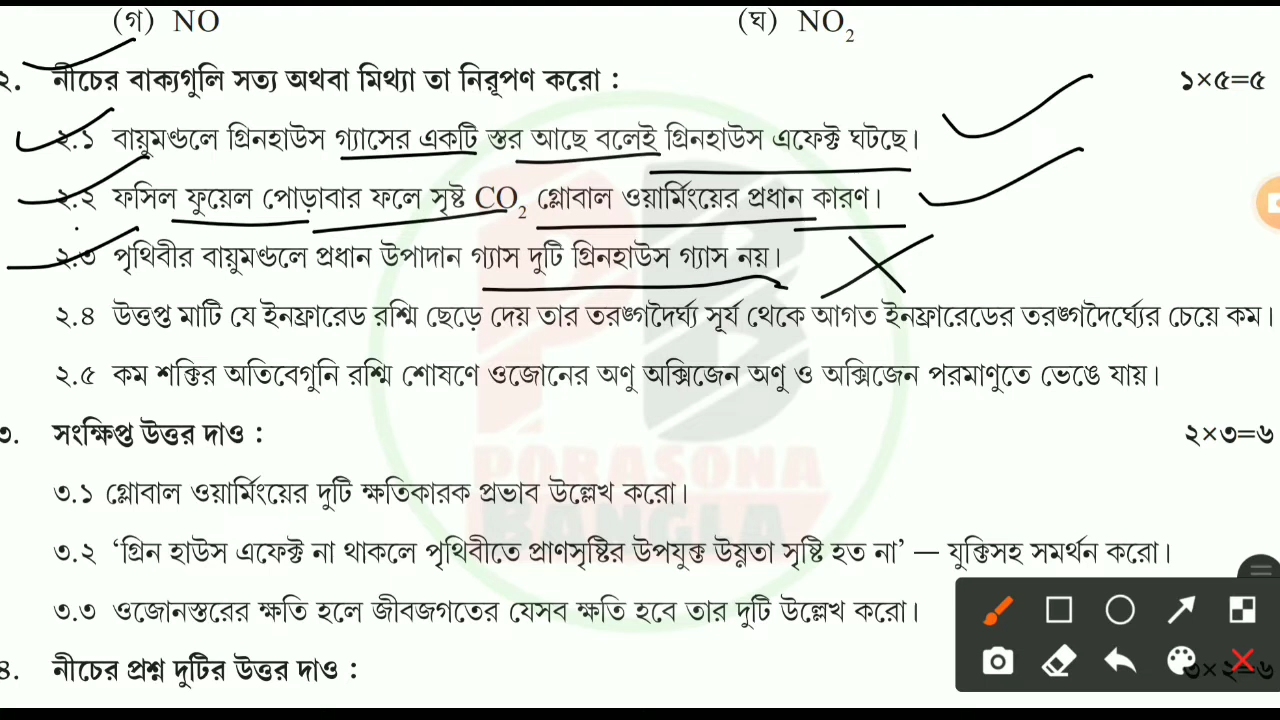 (গ) NO (ঘ) NO₂
২. নীচের বাক্যগুলি সত্য অথবা মিথ্যা তা নিরূপণ করো : ১×৫=৫
২.১ বায়ুমণ্ডলে গ্রিনহাউস গ্যাসের একটি স্তর আছে বলেই গ্রিনহাউস এফেক্ট ঘটছে।
২.২ ফসিল ফুয়েল পোড়াবার ফলে সৃষ্ট CO₂ গ্লোবাল ওয়ার্মিংয়ের প্রধান কারণ।
২.৩ পৃথিবীর বায়ুমণ্ডলে প্রধান উপাদান গ্যাস দুটি গ্রিনহাউস গ্যাস নয়।
২.৪ উত্তপ্ত মাটি যে ইনফ্রারেড রশ্মি ছেড়ে দেয় তার তরঙ্গদৈর্ঘ্য সূর্য থেকে আগত ইনফ্রারেডের তরঙ্গদৈর্ঘ্যের চেয়ে কম।
২.৫ কম শক্তির অতিবেগুনি রশ্মি শোষণে ওজোনের অণু অক্সিজেন অণু ও অক্সিজেন পরমাণুতে ভেঙে যায়।
৩. সংক্ষিপ্ত উত্তর দাও : ২×৩=৬
PORASONA
৩.১ গ্লোবাল ওয়ার্মিংয়ের দুটি ক্ষতিকারক প্রভাব উল্লেখ করো।
BANGLA
৩.২ ‘গ্রিন হাউস এফেক্ট না থাকলে পৃথিবীতে প্রাণসৃষ্টির উপযুক্ত উষ্ণতা সৃষ্টি হত না’ — যুক্তিসহ সমর্থন করো।
৩.৩ ওজোনস্তরের ক্ষতি হলে জীবজগতের যেসব ক্ষতি হবে তার দুটি উল্লেখ করো।
৪. নীচের প্রশ্ন দুটির উত্তর দাও : ৩×২=৬